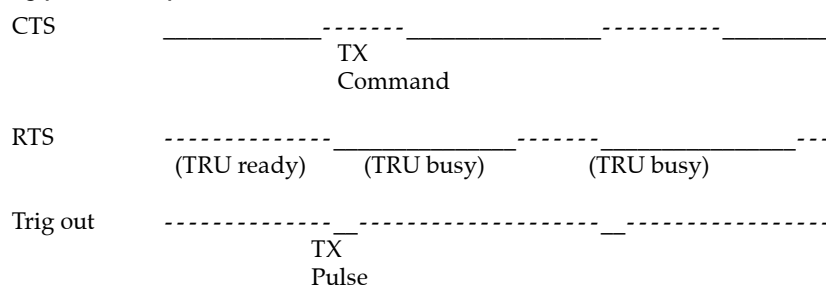 CTS
TX
Command
RTS
(TRU ready) (TRU busy) (TRU busy)
Trig out
TX
Pulse